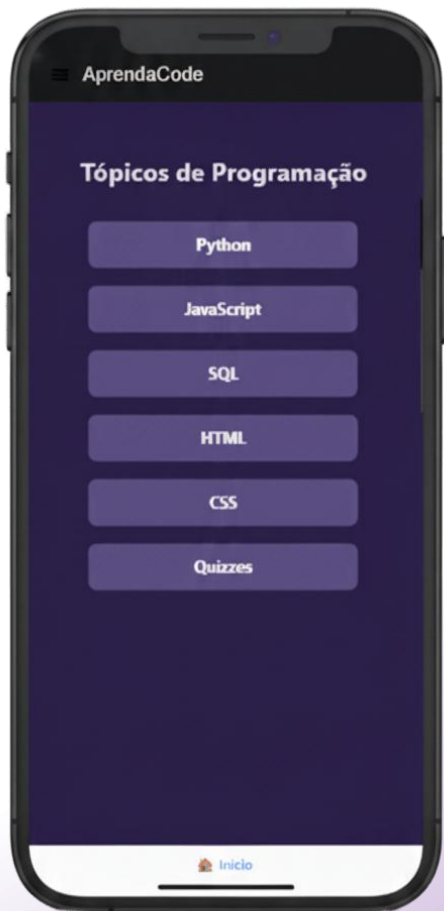 AprendaCode
Tópicos de Programação
Python
JavaScript
SQL
HTML
CSS
Quizzes
Início